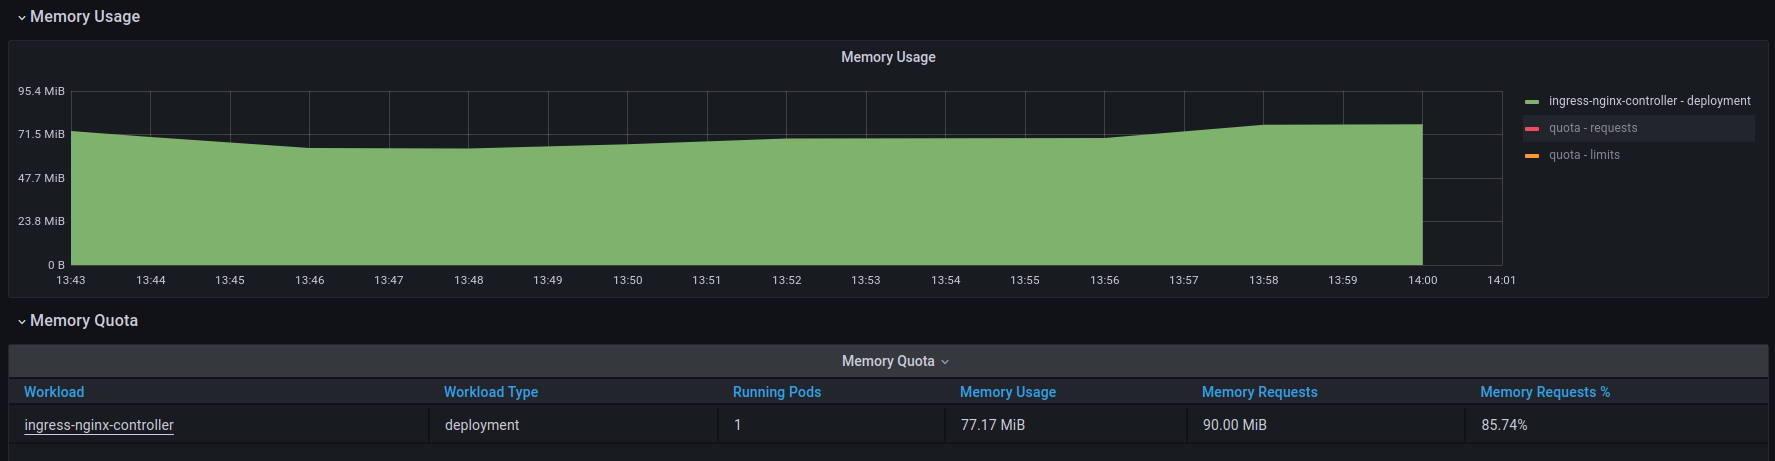 Memory Usage
Memory Usage
95.4 MiB
71.5 MiB
47.7 MiB
23.8 MiB
0 B
13:43 13:44 13:45 13:46 13:47 13:48 13:49 13:50 13:51 13:52 13:53 13:54 13:55 13:56 13:57 13:58 13:59 14:00 14:01
ingress-nginx-controller - deployment
quota - requests
quota - limits
Memory Quota
Memory Quota
Workload Workload Type Running Pods Memory Usage Memory Requests Memory Requests %
ingress-nginx-controller deployment 1 77.17 MiB 90.00 MiB 85.74%